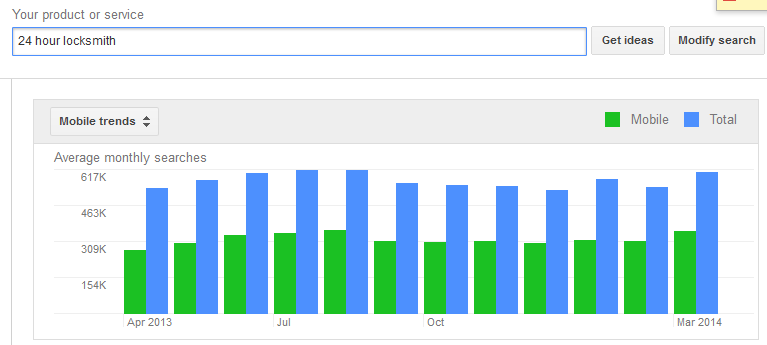 Your product or service
24 hour locksmith
Get ideas
Modify search
Mobile trends
Mobile
Total
Average monthly searches
617K
463K
309K
154K
Apr 2013
Jul
Oct
Mar 2014